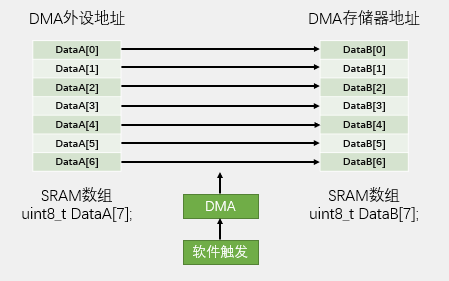 DMA外设地址
DMA存储器地址
DataA[0]
DataB[0]
DataA[1]
DataB[1]
DataA[2]
DataB[2]
DataA[3]
DataB[3]
DataA[4]
DataB[4]
DataA[5]
DataB[5]
DataA[6]
DataB[6]
SRAM数组
uint8_t DataA[7];
SRAM数组
uint8_t DataB[7];
DMA
软件触发